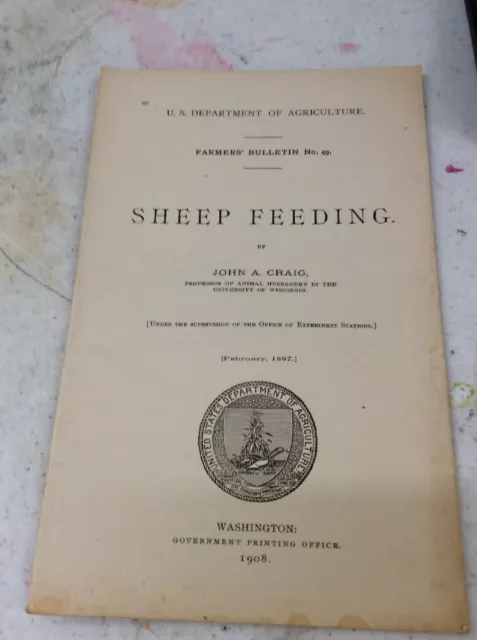 U. S. DEPARTMENT OF AGRICULTURE.
FARMERS' BULLETIN No. 49.
SHEEP FEEDING.
BY
JOHN A. CRAIG,
PROFESSOR OF ANIMAL HUSBANDRY IN THE
UNIVERSITY OF WISCONSIN.
[UNDER THE SUPERVISION OF THE OFFICE OF EXPERIMENT STATIONS.]
[February, 1897.]
UNITED STATES DEPARTMENT OF AGRICULTURE.
WASHINGTON:
GOVERNMENT PRINTING OFFICE.
1908.